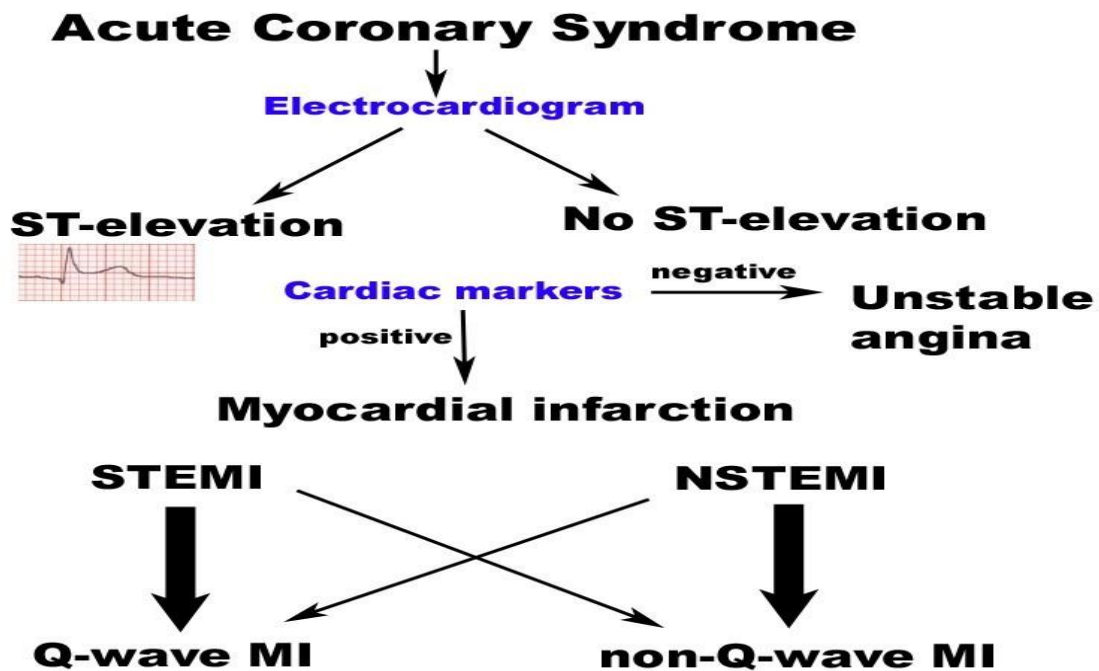 Acute Coronary Syndrome
Electrocardiogram
ST-elevation
No ST-elevation
Cardiac markers
negative
Unstable
angina
positive
Myocardial infarction
STEMI
NSTEMI
Q-wave MI
non-Q-wave MI